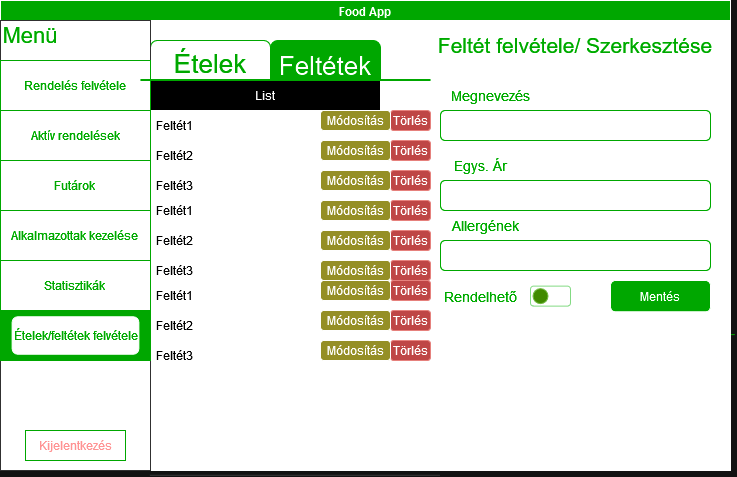 Food App
Menü
Rendelés felvétele
Aktív rendelések
Futárok
Alkalmazottak kezelése
Statisztikák
Ételek/feltétek felvétele
Kijelentkezés
Ételek
Feltétek
List
Feltét1 Módosítás Törlés
Feltét2 Módosítás Törlés
Feltét3 Módosítás Törlés
Feltét1 Módosítás Törlés
Feltét2 Módosítás Törlés
Feltét3 Módosítás Törlés
Feltét1 Módosítás Törlés
Feltét2 Módosítás Törlés
Feltét3 Módosítás Törlés
Feltét felvétele/ Szerkesztése
Megnevezés
Egys. Ár
Allergének
Rendelhető
Mentés